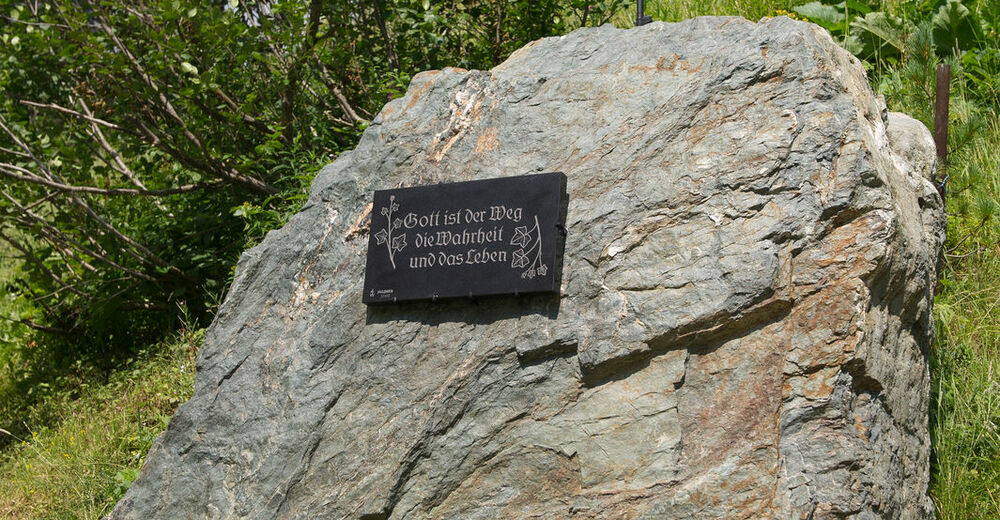 Gott ist der Weg
die Wahrheit
und das Leben